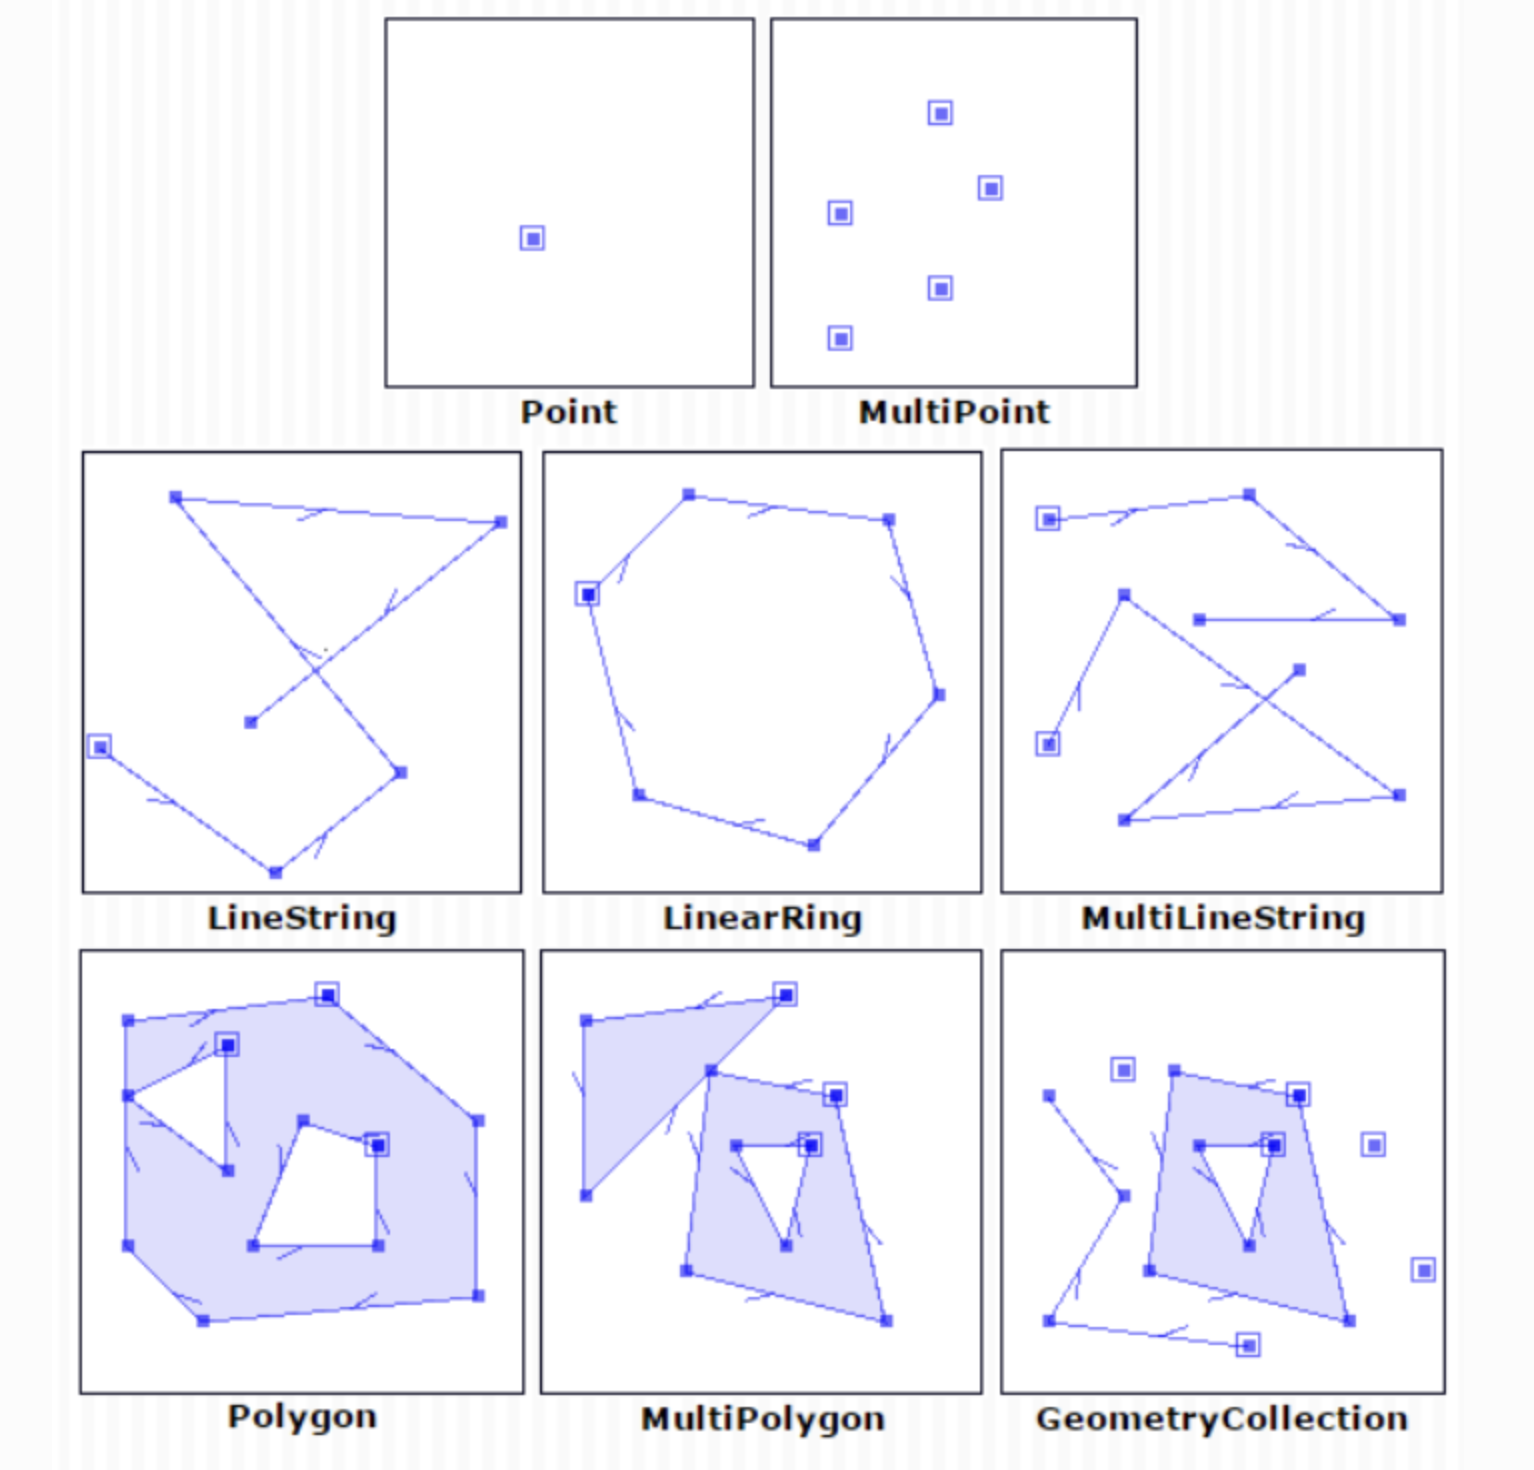 Point
MultiPoint
LineString
LinearRing
MultiLineString
Polygon
MultiPolygon
GeometryCollection